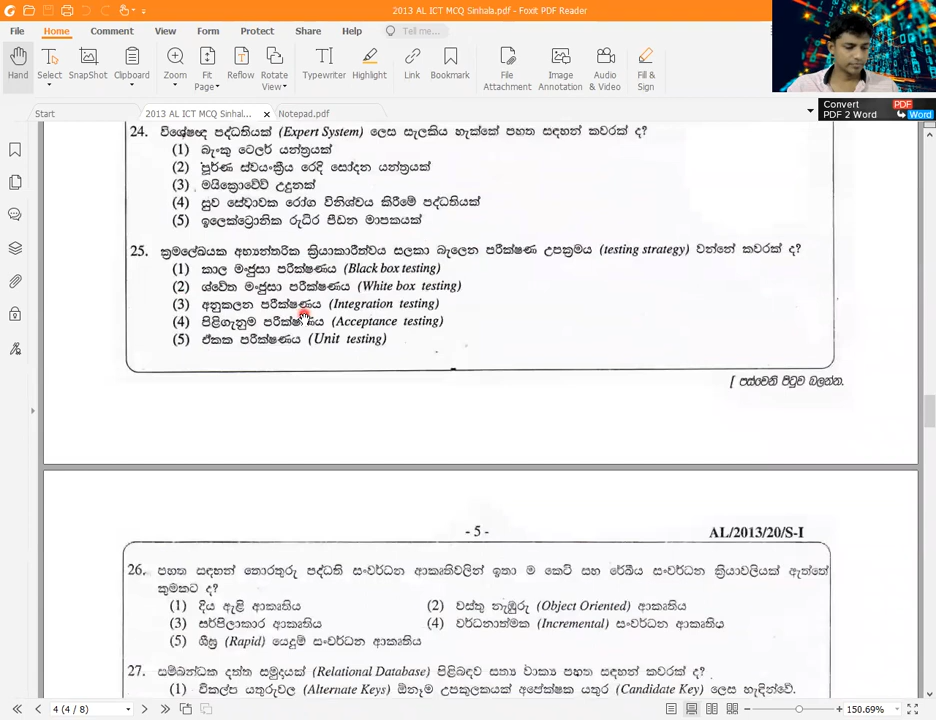 2013 AL ICT MCQ Sinhala.pdf - Foxit PDF Reader
File Home Comment View Form Protect Share Help Tell me...
Hand Select SnapShot Clipboard Zoom Fit Page Reflow Rotate View Typewriter Highlight Link Bookmark File Attachment Image Annotation Audio & Video Fill & Sign
Start 2013 AL ICT MCQ Sinhal... Notepad.pdf
Convert PDF
PDF 2 Word Word
24. විශේෂඥ පද්ධතියක් (Expert System) ලෙස සැලකිය හැක්කේ පහත සඳහන් කවරක් ද?
(1) බැංකු ටෙලර් යන්ත්‍රයක්
(2) පූර්ණ ස්වයංක්‍රීය රෙදි සෝදන යන්ත්‍රයක්
(3) මයික්‍රොවේව් උදුනක්
(4) සුව සේවාවක රෝග විනිශ්චය කිරීමේ පද්ධතියක්
(5) ඉලෙක්ට්‍රොනික රුධිර පීඩන මාපකයක්
25. ක්‍රමලේඛයක අභ්‍යන්තරික ක්‍රියාකාරීත්වය සලකා බැලෙන පරීක්ෂණ උපක්‍රමය (testing strategy) වන්නේ කවරක් ද?
(1) කාල මංජුසා පරීක්ෂණය (Black box testing)
(2) ශ්වේත මංජුසා පරීක්ෂණය (White box testing)
(3) අනුකලන පරීක්ෂණය (Integration testing)
(4) පිළිගැනුම පරීක්ෂණය (Acceptance testing)
(5) ඒකක පරීක්ෂණය (Unit testing)
[ පස්වෙනි පිටුව බලන්න.
- 5 -
AL/2013/20/S-I
26. පහත සඳහන් තොරතුරු පද්ධති සංවර්ධන ආකෘතිවලින් ඉතා ම කෙටි සහ රේඛීය සංවර්ධන ක්‍රියාවලියක් ඇත්තේ
කුමකට ද?
(1) දිය ඇළි ආකෘතිය (2) වස්තු නැඹුරු (Object Oriented) ආකෘතිය
(3) සර්පිලාකාර ආකෘතිය (4) වර්ධනාත්මක (Incremental) සංවර්ධන ආකෘතිය
(5) ශීඝ්‍ර (Rapid) යෙදුම් සංවර්ධන ආකෘතිය
27. සම්බන්ධක දත්ත සමුදායක් (Relational Database) පිළිබඳව සත්‍ය වාක්‍ය පහත සඳහන් කවරක් ද?
(1) විකල්ප යතුරුවල (Alternate Keys) ඕනෑම උපකුලකයක් අපේක්ෂක යතුර (Candidate Key) ලෙස හැඳින්වේ.
4 (4 / 8)
150.69%